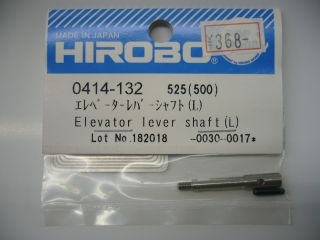 MADE IN JAPAN
HIROBO
¥368-
0414-132 525(500)
エレベーターレバーシャフト(L)
Elevator lever shaft(L)
Lot No.182018 -0030-0017*